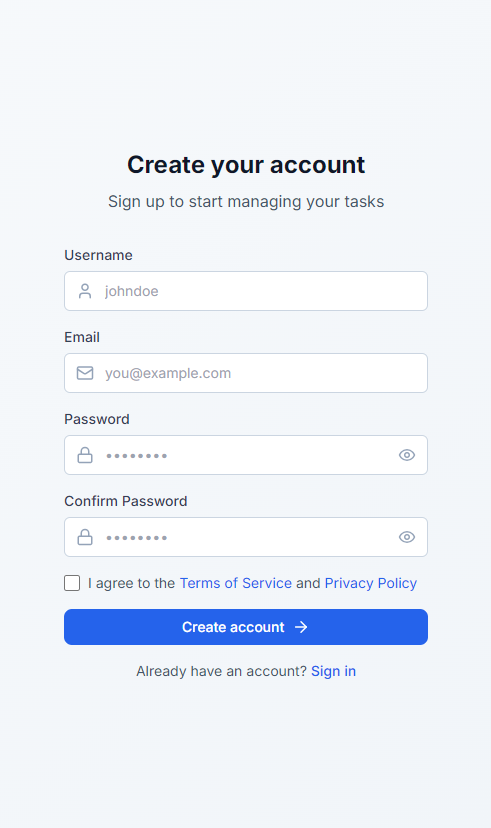 Create your account
Sign up to start managing your tasks
Username
johndoe
Email
you@example.com
Password
••••••••
Confirm Password
••••••••
I agree to the Terms of Service and Privacy Policy
Create account →
Already have an account? Sign in